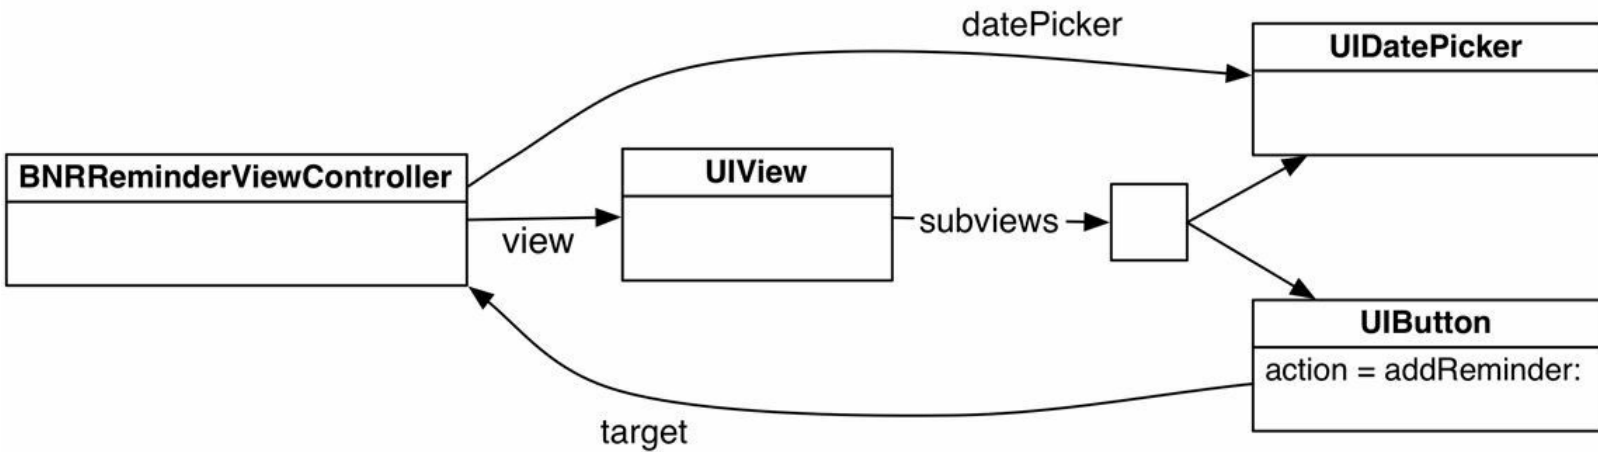 datePicker
UIDatePicker
BNRReminderViewController
UIView
view
subviews
UIButton
action = addReminder:
target